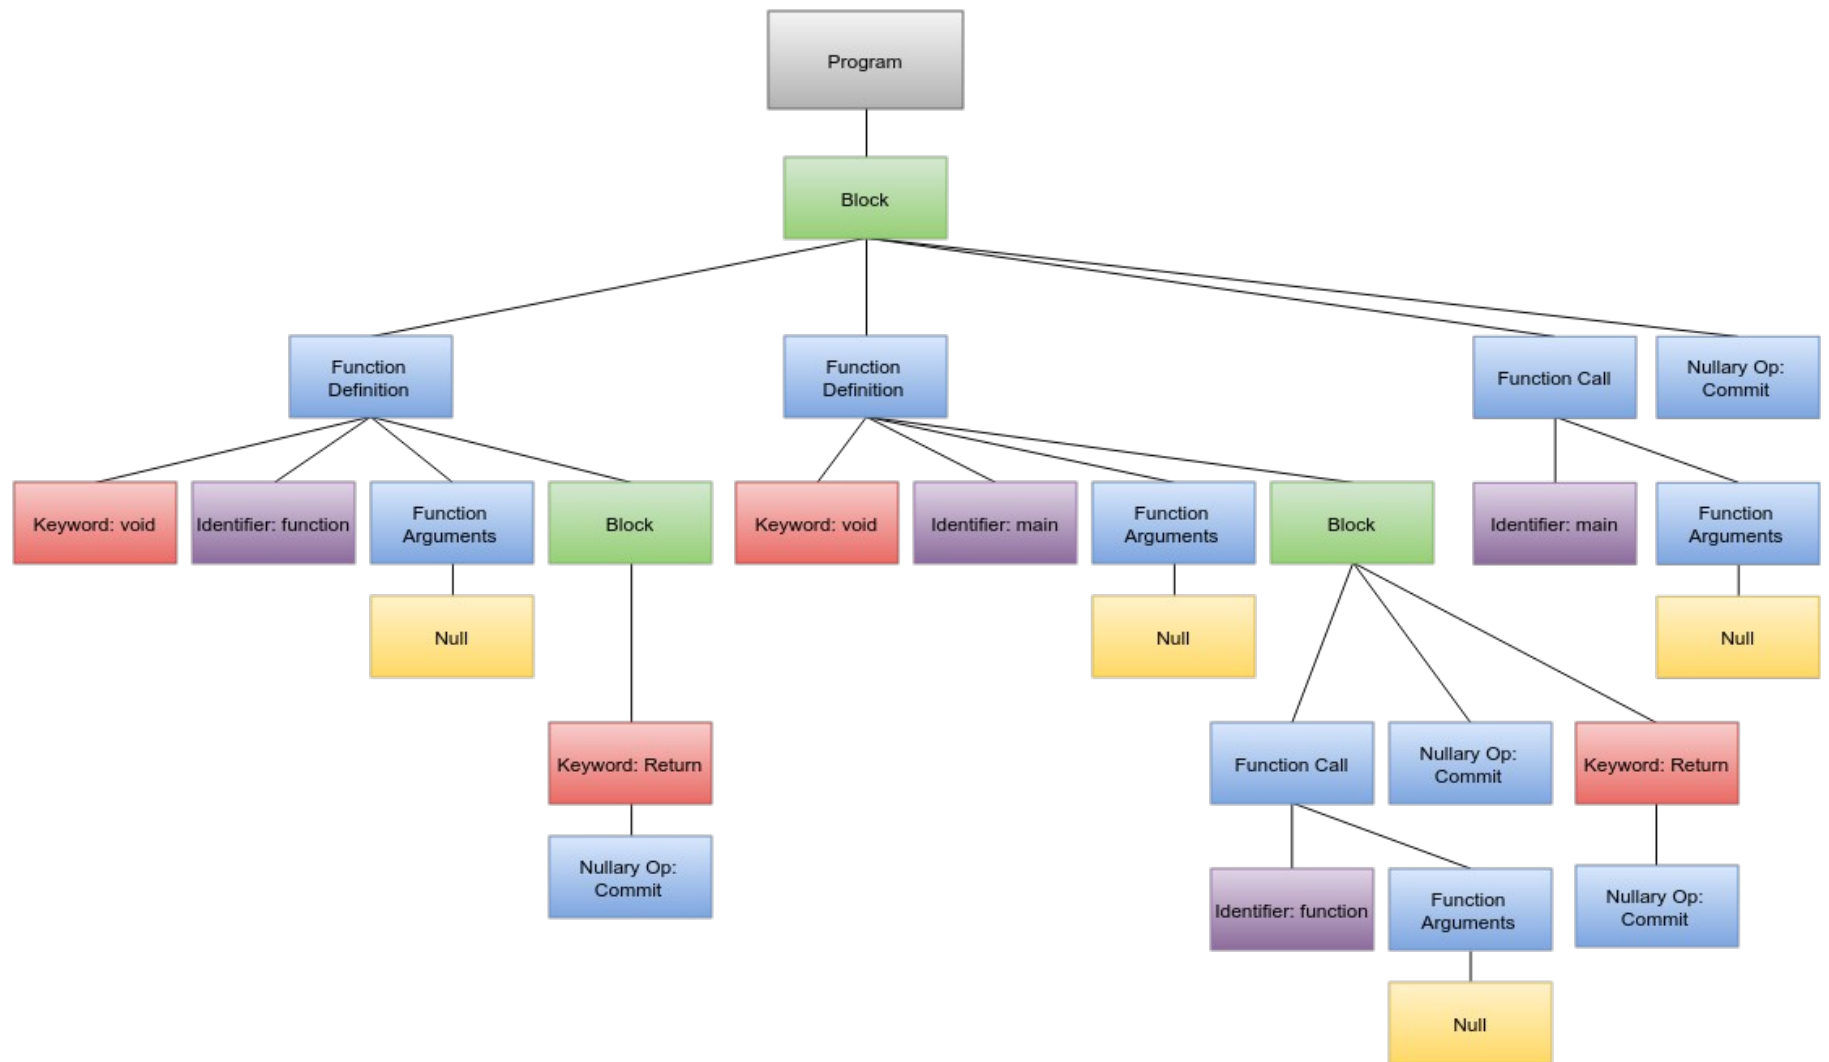 Program
Block
Function
Definition
Function
Definition
Function Call
Nullary Op:
Commit
Keyword: void
Identifier: function
Function
Arguments
Block
Keyword: void
Identifier: main
Function
Arguments
Block
Identifier: main
Function
Arguments
Null
Null
Null
Keyword: Return
Function Call
Nullary Op:
Commit
Keyword: Return
Nullary Op:
Commit
Identifier: function
Function
Arguments
Nullary Op:
Commit
Null